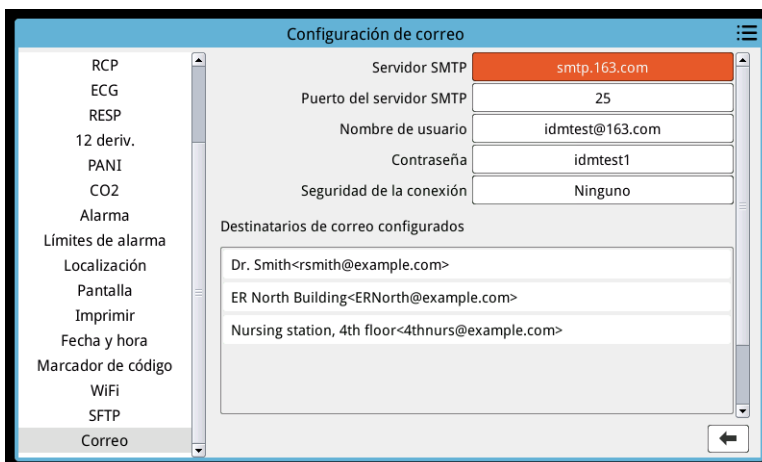 Configuración de correo
RCP
ECG
RESP
12 deriv.
PANI
CO2
Alarma
Límites de alarma
Localización
Pantalla
Imprimir
Fecha y hora
Marcador de código
WiFi
SFTP
Correo
Servidor SMTP smtp.163.com
Puerto del servidor SMTP 25
Nombre de usuario idmtest@163.com
Contraseña idmtest1
Seguridad de la conexión Ninguno
Destinatarios de correo configurados
Dr. Smith<rsmith@example.com>
ER North Building<ERNorth@example.com>
Nursing station, 4th floor<4thnurs@example.com>